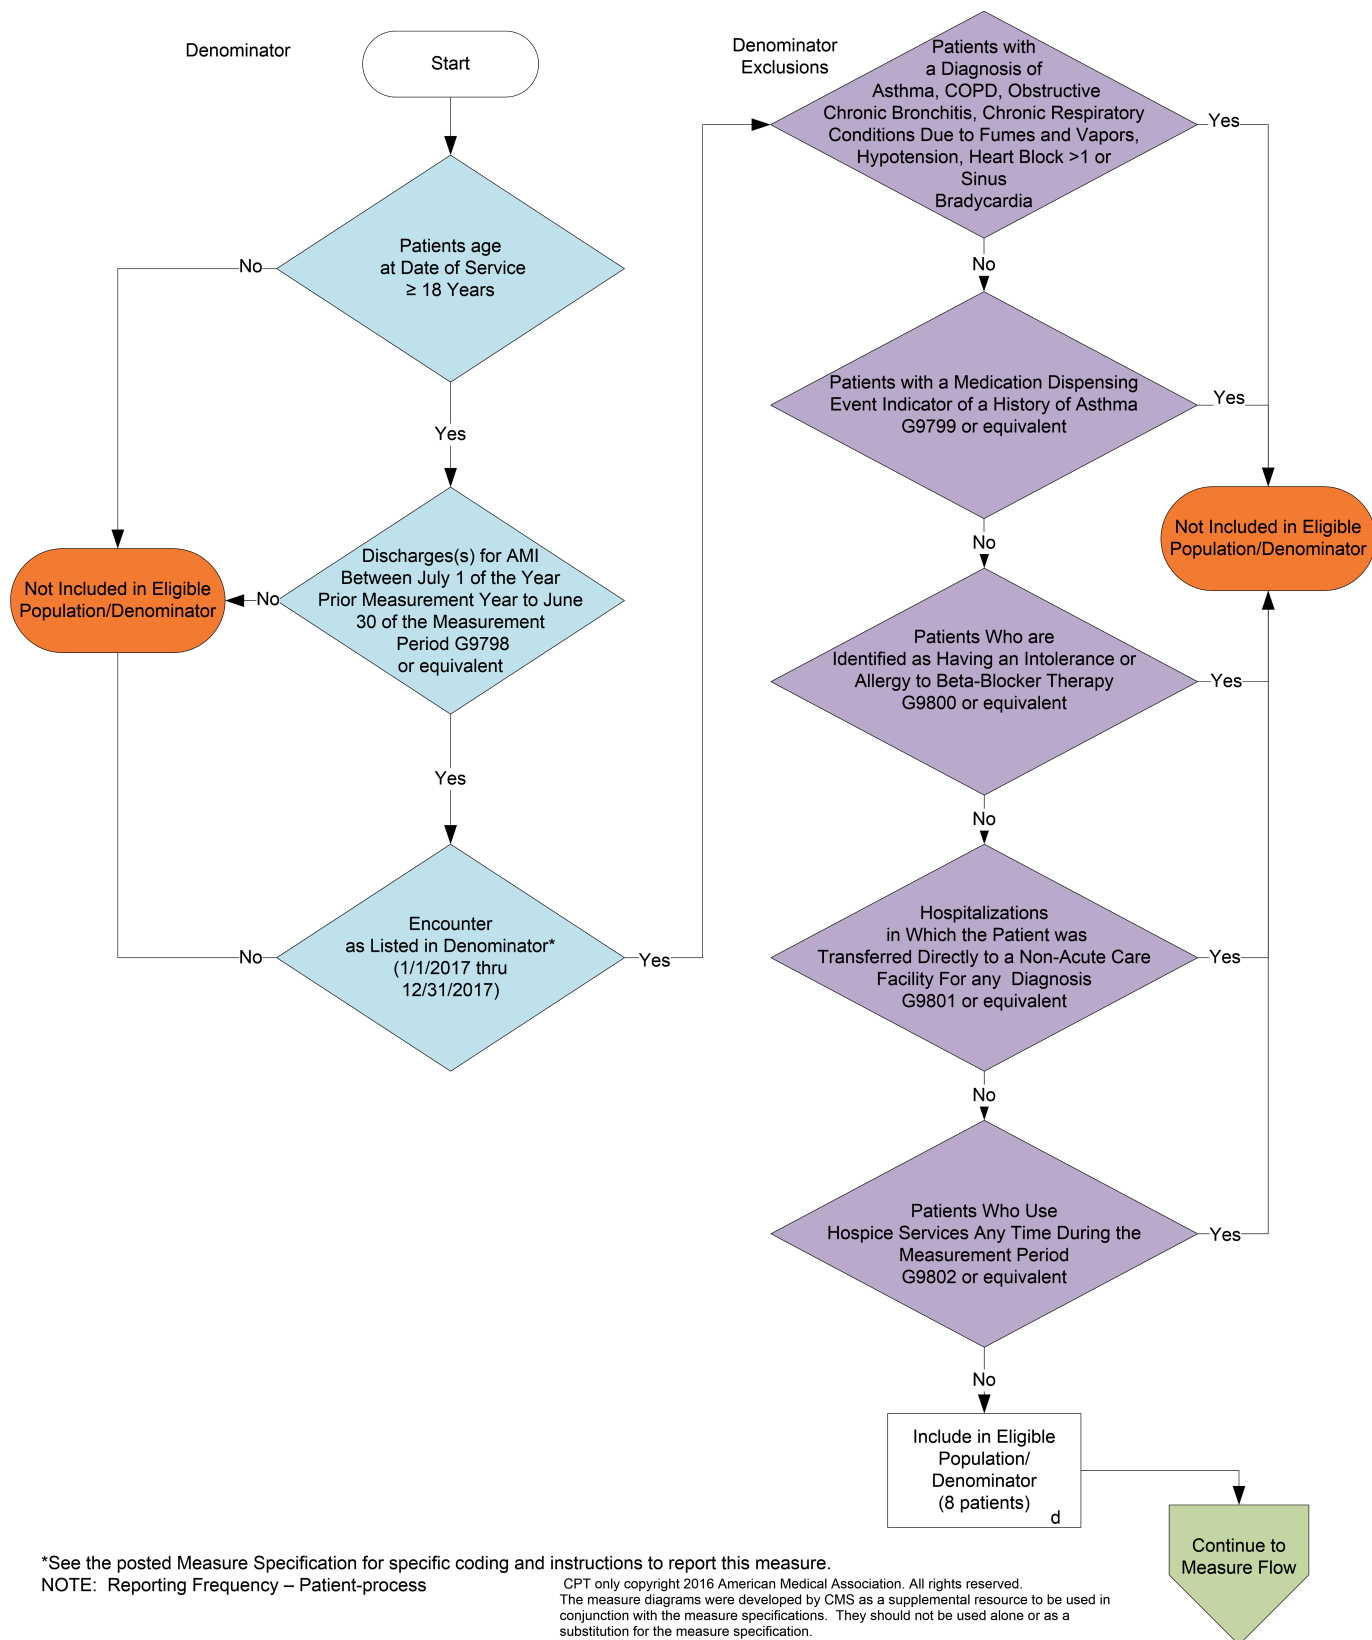 Denominator
Start
Patients age
at Date of Service
≥ 18 Years
No
Yes
Discharges(s) for AMI
Between July 1 of the Year
Prior Measurement Year to June
30 of the Measurement
Period G9798
or equivalent
No
Not Included in Eligible
Population/Denominator
Yes
Encounter
as Listed in Denominator*
(1/1/2017 thru
12/31/2017)
No
Yes
Denominator
Exclusions
Patients with
a Diagnosis of
Asthma, COPD, Obstructive
Chronic Bronchitis, Chronic Respiratory
Conditions Due to Fumes and Vapors,
Hypotension, Heart Block >1 or
Sinus
Bradycardia
Yes
No
Patients with a Medication Dispensing
Event Indicator of a History of Asthma
G9799 or equivalent
Yes
Not Included in Eligible
Population/Denominator
No
Patients Who are
Identified as Having an Intolerance or
Allergy to Beta-Blocker Therapy
G9800 or equivalent
Yes
No
Hospitalizations
in Which the Patient was
Transferred Directly to a Non-Acute Care
Facility For any  Diagnosis
G9801 or equivalent
Yes
No
Patients Who Use
Hospice Services Any Time During the
Measurement Period
G9802 or equivalent
Yes
No
Include in Eligible
Population/
Denominator
(8 patients)
d
Continue to
Measure Flow
*See the posted Measure Specification for specific coding and instructions to report this measure.
NOTE:  Reporting Frequency – Patient-process
CPT only copyright 2016 American Medical Association. All rights reserved.
The measure diagrams were developed by CMS as a supplemental resource to be used in
conjunction with the measure specifications.  They should not be used alone or as a
substitution for the measure specification.